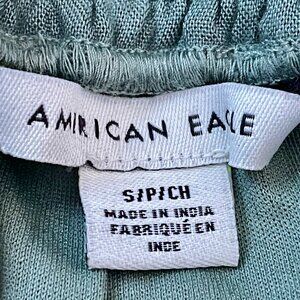 AMERICAN EAGLE
S/P/CH
MADE IN INDIA
FABRIQUÉ EN
INDE